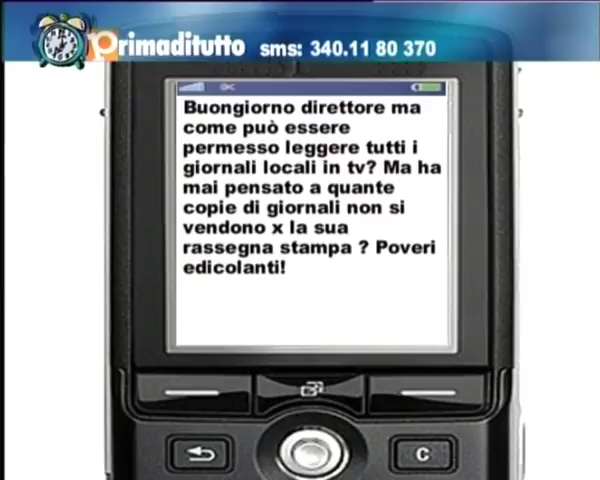 Primaditutto sms: 340.11 80 370
Buongiorno direttore ma
come può essere
permesso leggere tutti i
giornali locali in tv? Ma ha
mai pensato a quante
copie di giornali non si
vendono x la sua
rassegna stampa ? Poveri
edicolanti!
C